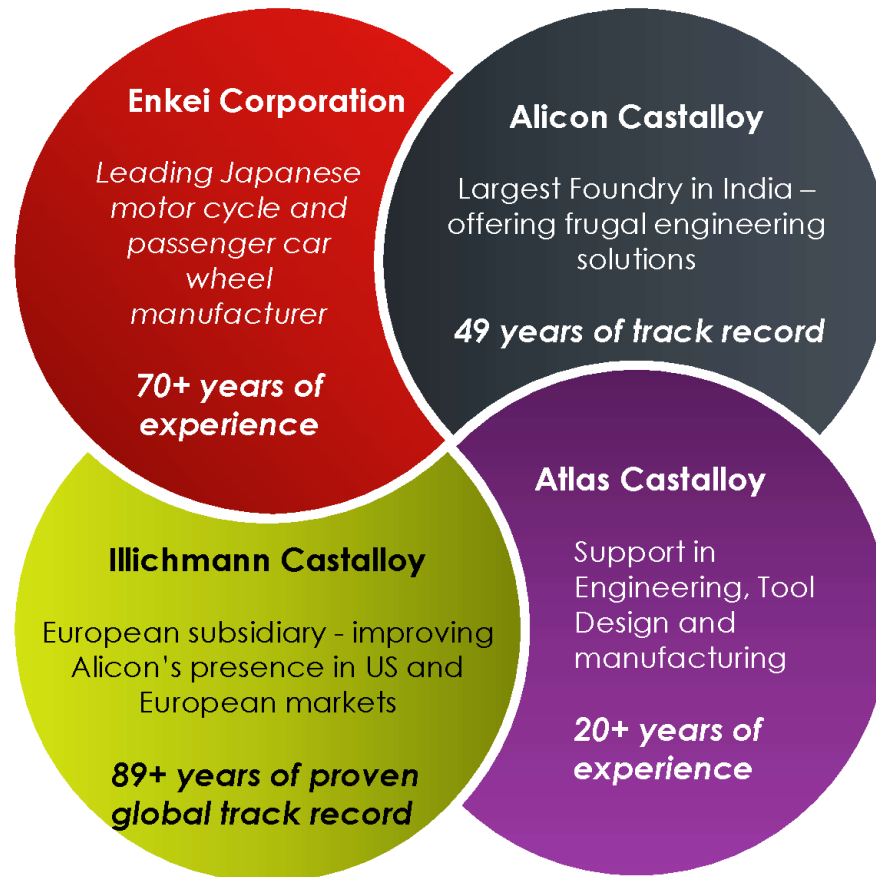 Enkei Corporation
Leading Japanese
motor cycle and
passenger car
wheel
manufacturer
70+ years of
experience
Alicon Castalloy
Largest Foundry in India –
offering frugal engineering
solutions
49 years of track record
Illichmann Castalloy
European subsidiary - improving
Alicon’s presence in US and
European markets
89+ years of proven
global track record
Atlas Castalloy
Support in
Engineering, Tool
Design and
manufacturing
20+ years of
experience